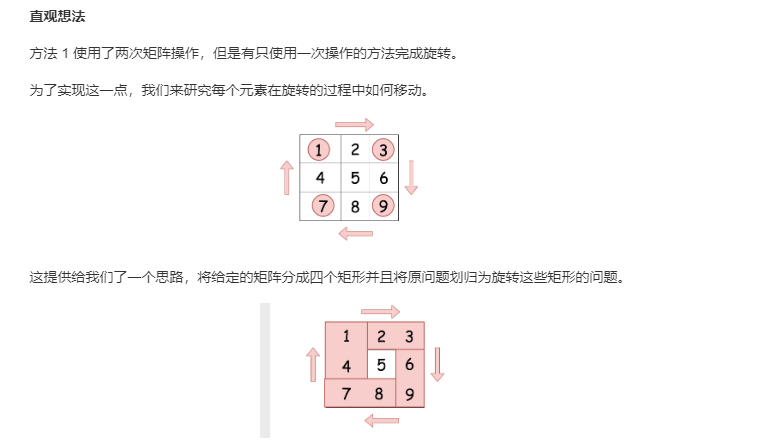 直观想法
方法 1 使用了两次矩阵操作，但是有只使用一次操作的方法完成旋转。
为了实现这一点，我们来研究每个元素在旋转的过程中如何移动。
1 2 3
4 5 6
7 8 9
这提供给我们了一个思路，将给定的矩阵分成四个矩形并且将原问题划归为旋转这些矩形的问题。
1 2 3
4 5 6
7 8 9